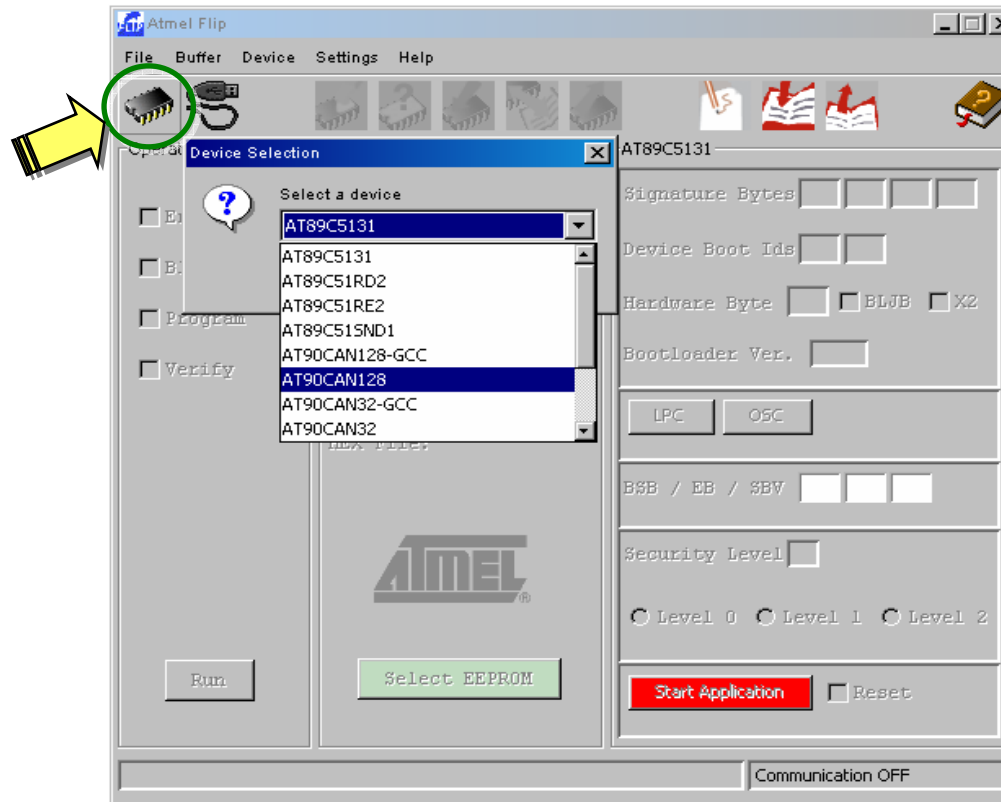 Atmel Flip
File Buffer Device Settings Help
Device Selection
Select a device
AT89C5131
AT89C5131
AT89C51RD2
AT89C51RE2
AT89C51SND1
AT90CAN128-GCC
AT90CAN128
AT90CAN32-GCC
AT90CAN32
Program
Verify
Run
HEX File:
ATMEL
®
Select EEPROM
AT89C5131
Signature Bytes
Device Boot Ids
Hardware Byte BLJB X2
Bootloader Ver.
LPC OSC
BSB / EB / SBV
Security Level
Level 0 Level 1 Level 2
Start Application Reset
Communication OFF